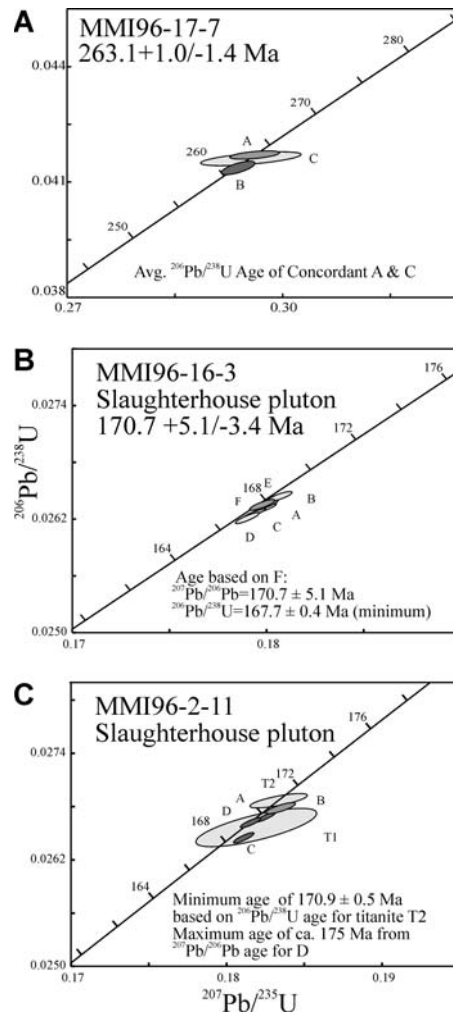 A
MMI96-17-7
263.1+1.0/-1.4 Ma
280
0.044
270
A
260
C
0.041
B
250
Avg. ²⁰⁶Pb/²³⁸U Age of Concordant A & C
0.038
0.27
0.30
B
MMI96-16-3
Slaughterhouse pluton
170.7 +5.1/-3.4 Ma
176
0.0274
172
²⁰⁶Pb/²³⁸U
E
168
B
F
0.0262
A
C
D
164
Age based on F:
²⁰⁷Pb/²⁰⁶Pb=170.7 ± 5.1 Ma
²⁰⁶Pb/²³⁸U=167.7 ± 0.4 Ma (minimum)
0.0250
0.17
0.18
C
MMI96-2-11
Slaughterhouse pluton
176
0.0274
172
T2
A
B
D
168
T1
0.0262
C
164
Minimum age of 170.9 ± 0.5 Ma
based on ²⁰⁶Pb/²³⁸U age for titanite T2
Maximum age of ca. 175 Ma from
²⁰⁷Pb/²⁰⁶Pb age for D
0.0250
0.17
0.18
0.19
²⁰⁷Pb/²³⁵U